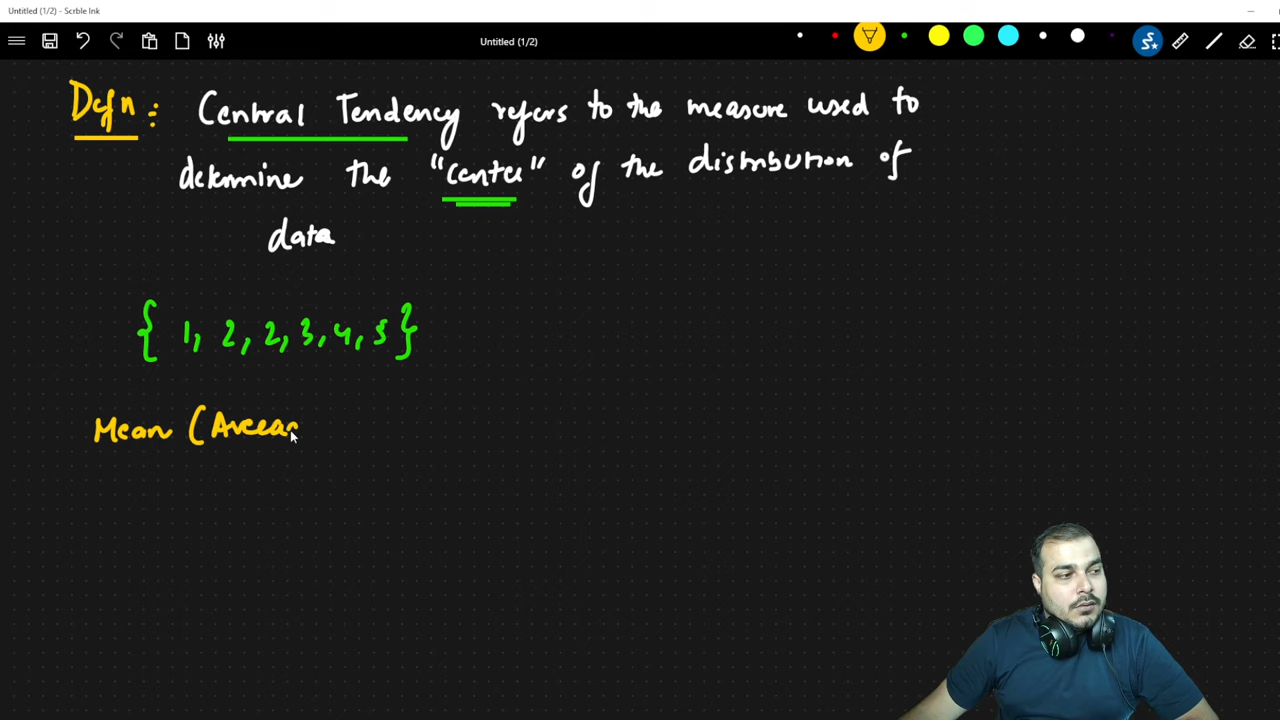 Untitled (1/2) - Scrble Ink
Untitled (1/2)
Defn : Central Tendency refers to the measure used to
determine the "center" of the distribution of
data
{ 1, 2, 2, 3, 4, 5 }
Mean (Averag